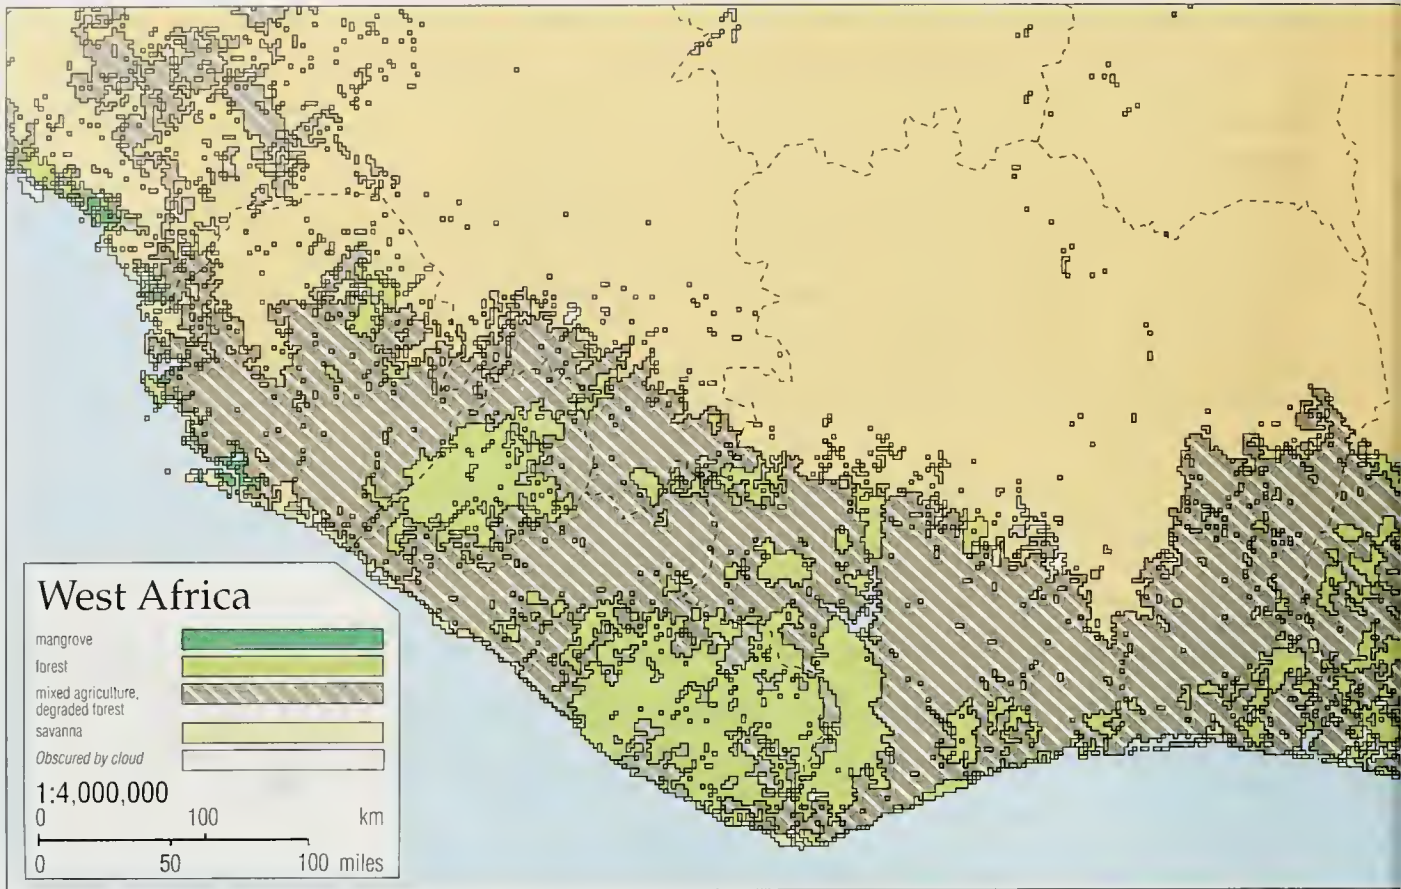 West Africa
mangrove
forest
mixed agriculture,
degraded forest
savanna
Obscured by cloud
1:4,000,000
0 100 km
0 50 100 miles